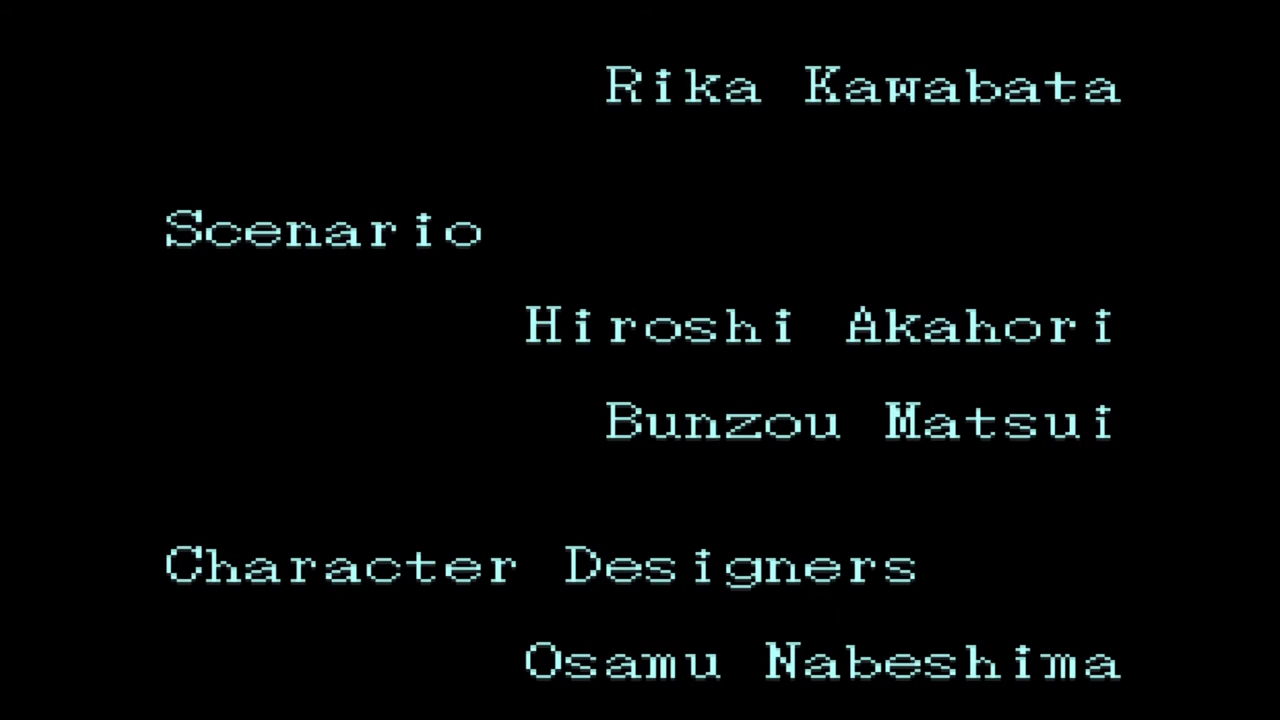 Rika Kawabata
Scenario
Hiroshi Akahori
Bunzou Matsui
Character Designers
Osamu Nabeshima